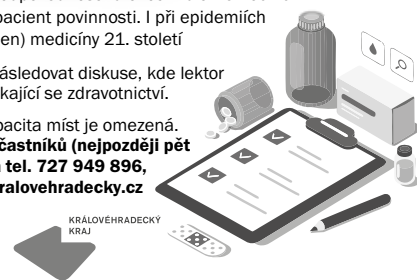 pacient povinnosti. I při epidemiích
en) medicíny 21. století
ásledovat diskuse, kde lektor
kající se zdravotnictví.
pacita míst je omezená.
častníků (nejpozději pět
tel. 727 949 896,
ralovehradecky.cz
KRÁLOVÉHRADECKÝ
KRAJ